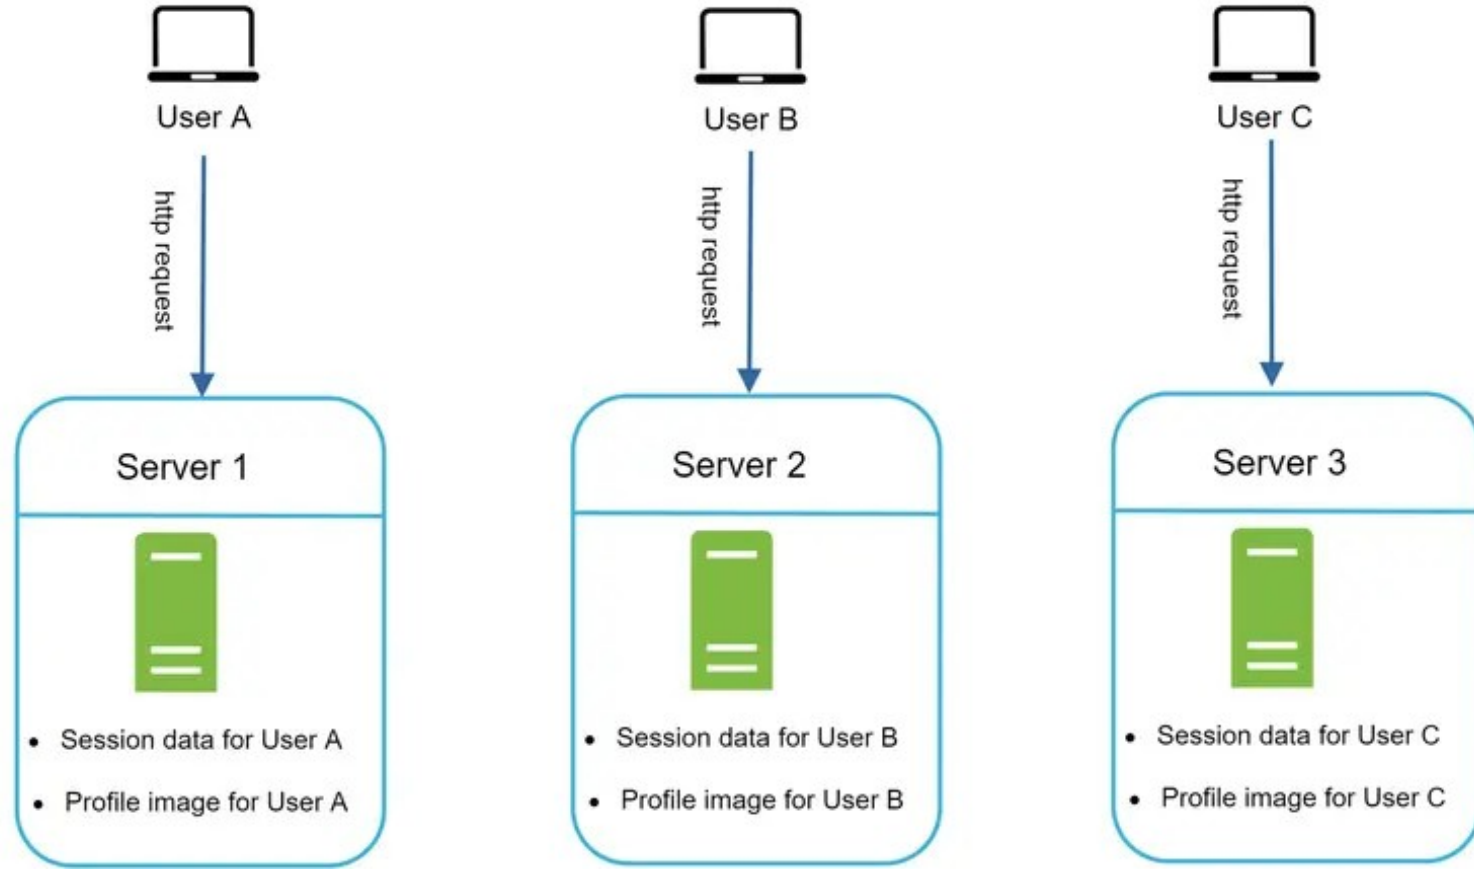 User A
User B
User C
http request
http request
http request
Server 1
Server 2
Server 3
• Session data for User A
• Profile image for User A
• Session data for User B
• Profile image for User B
• Session data for User C
• Profile image for User C